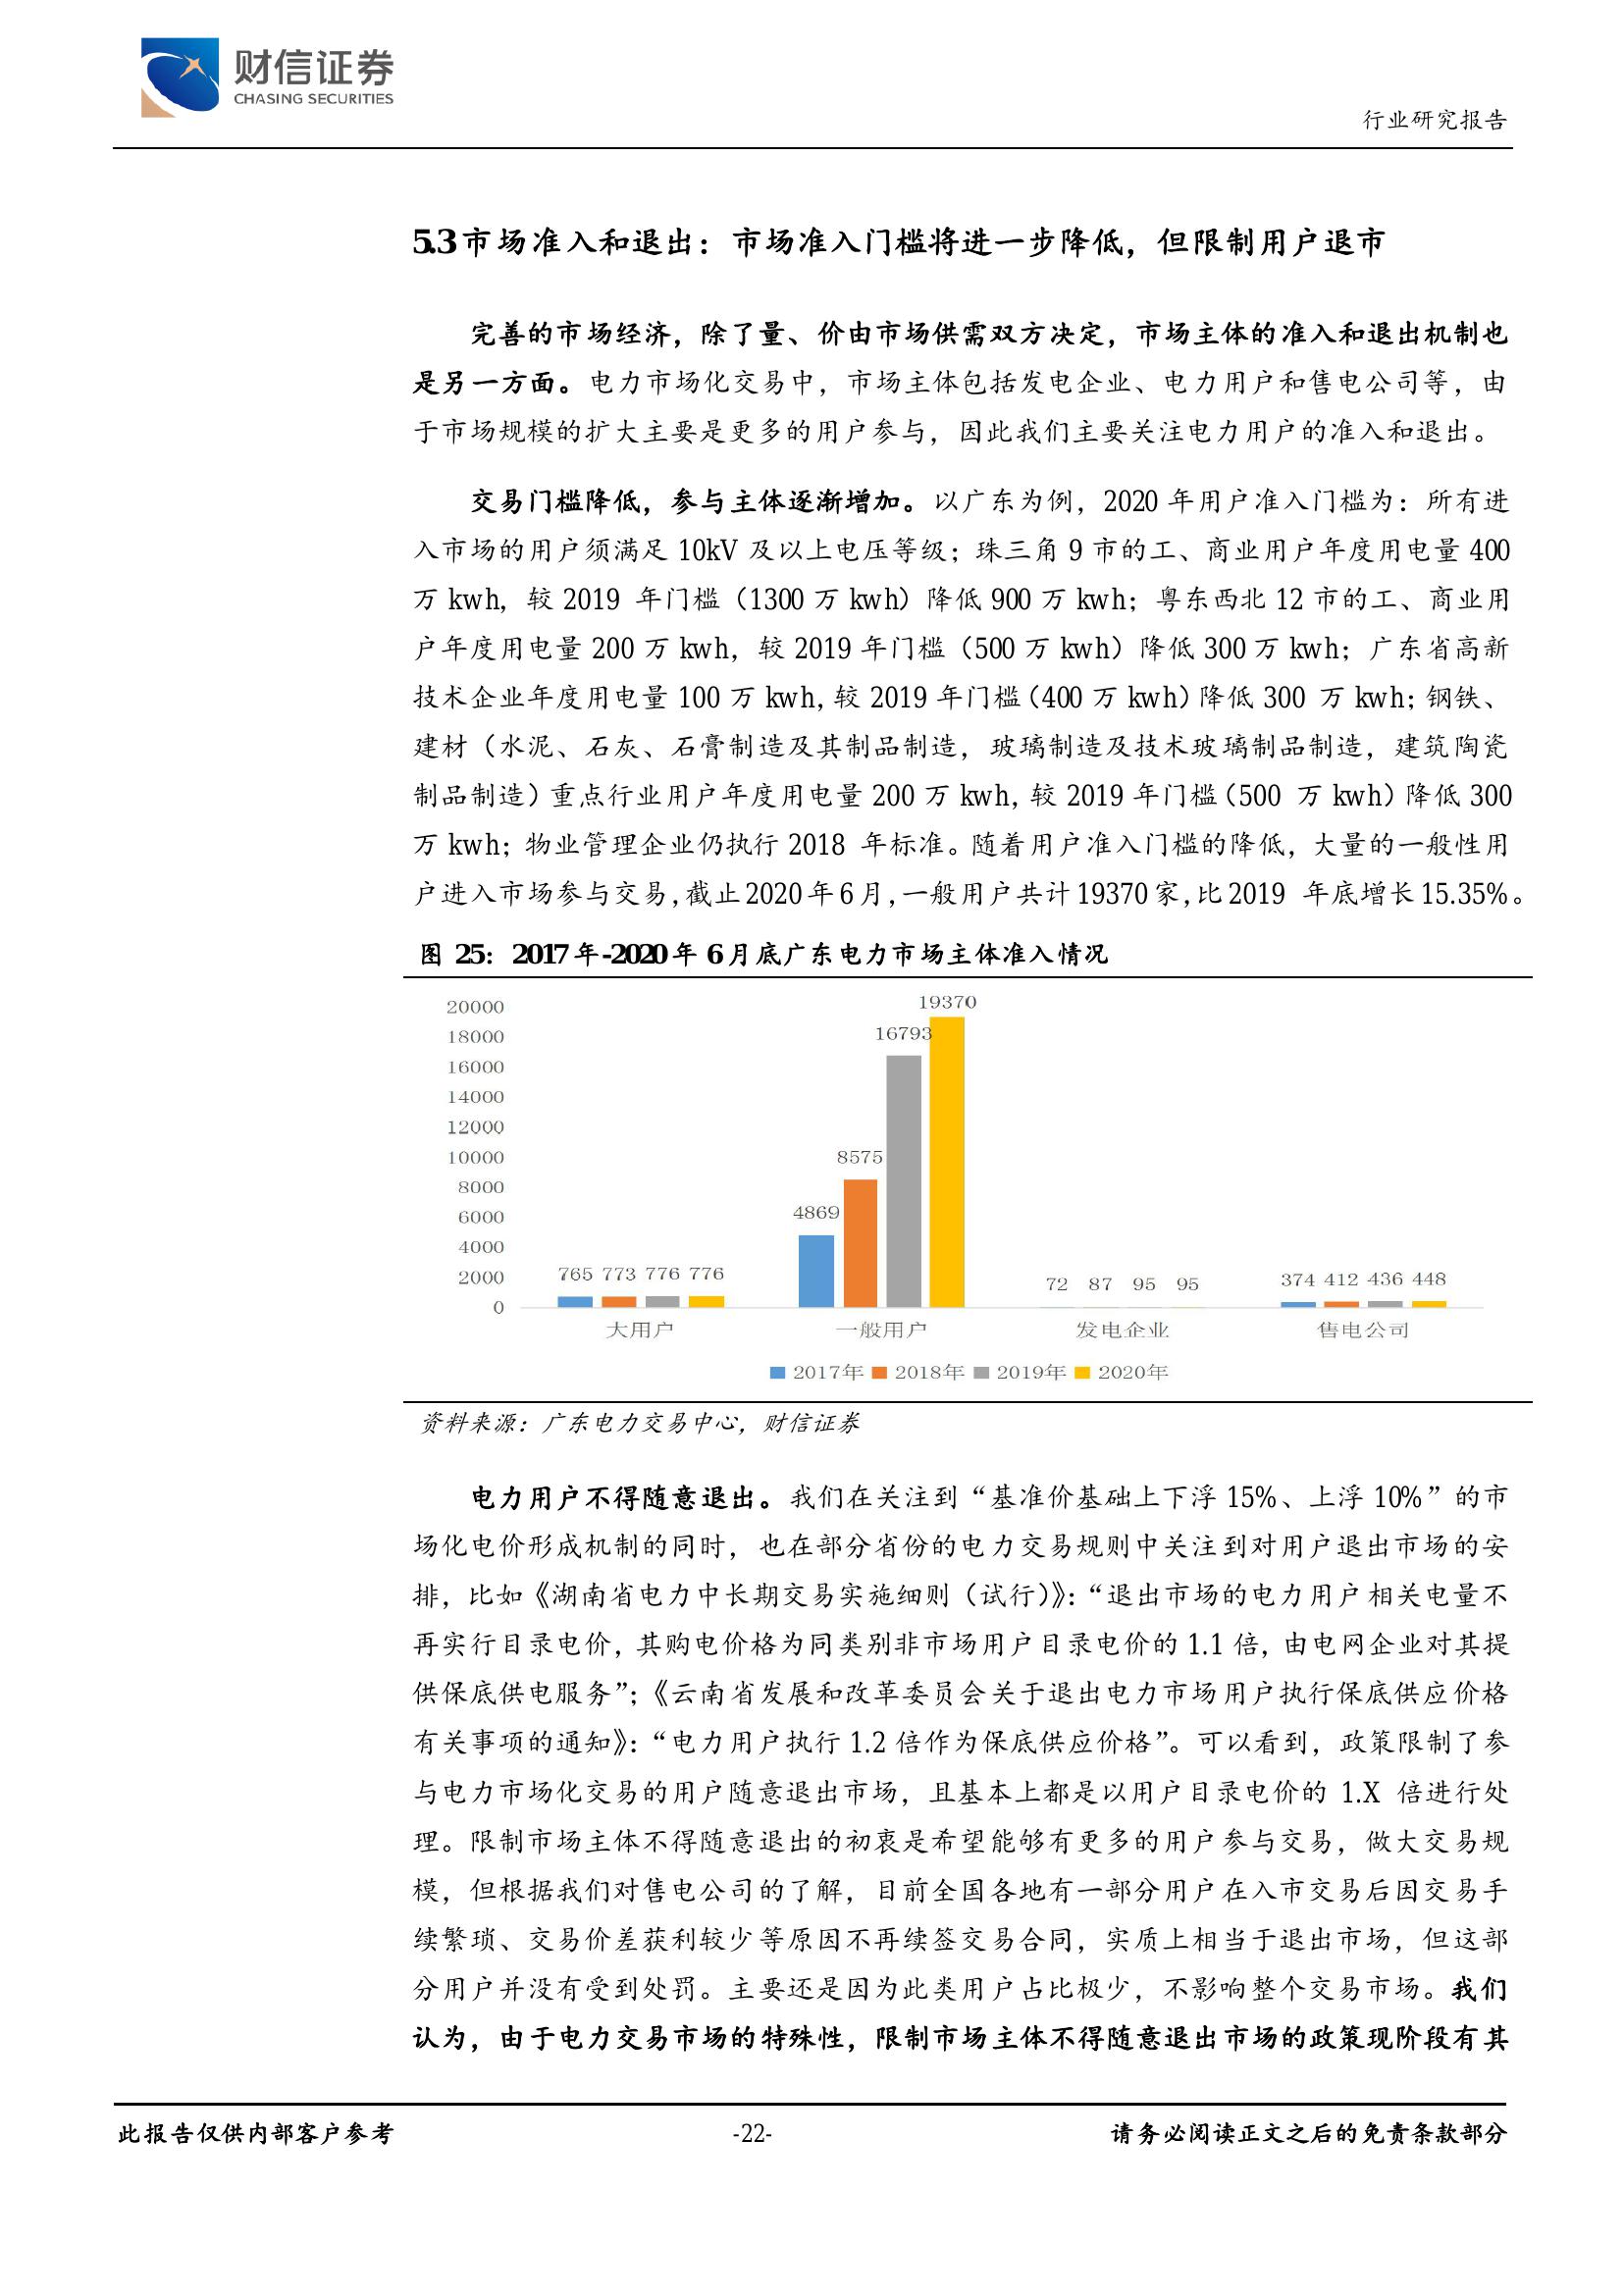 财信证券
CHASING SECURITIES
行业研究报告
5.3 市场准入和退出：市场准入门槛将进一步降低，但限制用户退市
完善的市场经济，除了量、价由市场供需双方决定，市场主体的准入和退出机制也
是另一方面。电力市场化交易中，市场主体包括发电企业、电力用户和售电公司等，由
于市场规模的扩大主要是更多的用户参与，因此我们主要关注电力用户的准入和退出。
交易门槛降低，参与主体逐渐增加。以广东为例，2020 年用户准入门槛为：所有进
入市场的用户须满足 10kV 及以上电压等级；珠三角 9 市的工、商业用户年度用电量 400
万 kwh，较 2019 年门槛（1300 万 kwh）降低 900 万 kwh；粤东西北 12 市的工、商业用
户年度用电量 200 万 kwh，较 2019 年门槛（500 万 kwh）降低 300 万 kwh；广东省高新
技术企业年度用电量 100 万 kwh，较 2019 年门槛（400 万 kwh）降低 300 万 kwh；钢铁、
建材（水泥、石灰、石膏制造及其制品制造，玻璃制造及技术玻璃制品制造，建筑陶瓷
制品制造）重点行业用户年度用电量 200 万 kwh，较 2019 年门槛（500 万 kwh）降低 300
万 kwh；物业管理企业仍执行 2018 年标准。随着用户准入门槛的降低，大量的一般性用
户进入市场参与交易，截止 2020 年 6 月，一般用户共计 19370 家，比 2019 年底增长 15.35%。
图 25：2017 年-2020 年 6 月底广东电力市场主体准入情况
20000
18000
16000
14000
12000
10000
8000
6000
4000
2000
0
765 773 776 776
4869 8575 16793 19370
72 87 95 95
374 412 436 448
大用户 一般用户 发电企业 售电公司
2017年 2018年 2019年 2020年
资料来源：广东电力交易中心，财信证券
电力用户不得随意退出。我们在关注到“基准价基础上下浮 15%、上浮 10%”的市
场化电价形成机制的同时，也在部分省份的电力交易规则中关注到对用户退出市场的安
排，比如《湖南省电力中长期交易实施细则（试行）》：“退出市场的电力用户相关电量不
再实行目录电价，其购电价格为同类别非市场用户目录电价的 1.1 倍，由电网企业对其提
供保底供电服务”；《云南省发展和改革委员会关于退出电力市场用户执行保底供应价格
有关事项的通知》：“电力用户执行 1.2 倍作为保底供应价格”。可以看到，政策限制了参
与电力市场化交易的用户随意退出市场，且基本上都是以用户目录电价的 1.X 倍进行处
理。限制市场主体不得随意退出的初衷是希望能够有更多的用户参与交易，做大交易规
模，但根据我们对售电公司的了解，目前全国各地有一部分用户在入市交易后因交易手
续繁琐、交易价差获利较少等原因不再续签交易合同，实质上相当于退出市场，但这部
分用户并没有受到处罚。主要还是因为此类用户占比极少，不影响整个交易市场。我们
认为，由于电力交易市场的特殊性，限制市场主体不得随意退出市场的政策现阶段有其
此报告仅供内部客户参考
-22-
请务必阅读正文之后的免责条款部分